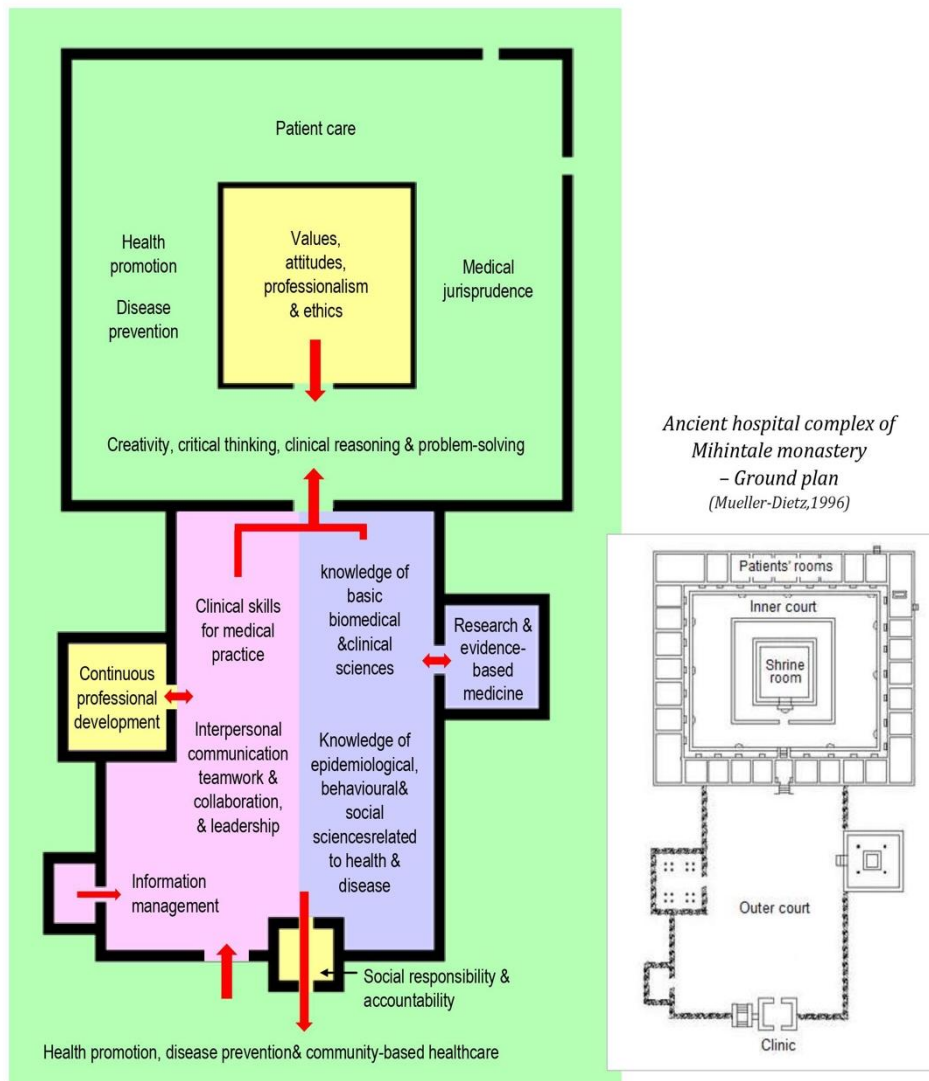 Patient care
Health
promotion
Disease
prevention
Values,
attitudes,
professionalism
& ethics
Medical
jurisprudence
Creativity, critical thinking, clinical reasoning & problem-solving
Clinical skills
for medical
practice
knowledge of
basic
biomedical
&clinical
sciences
Research &
evidence-
based
medicine
Continuous
professional
development
Interpersonal
communication
teamwork &
collaboration,
& leadership
Knowledge of
epidemiological,
behavioural&
social
sciencesrelated
to health &
disease
Information
management
Social responsibility &
accountability
Health promotion, disease prevention& community-based healthcare
Ancient hospital complex of
Mihintale monastery
– Ground plan
(Mueller-Dietz,1996)
Patients' rooms
Inner court
Shrine
room
Outer court
Clinic